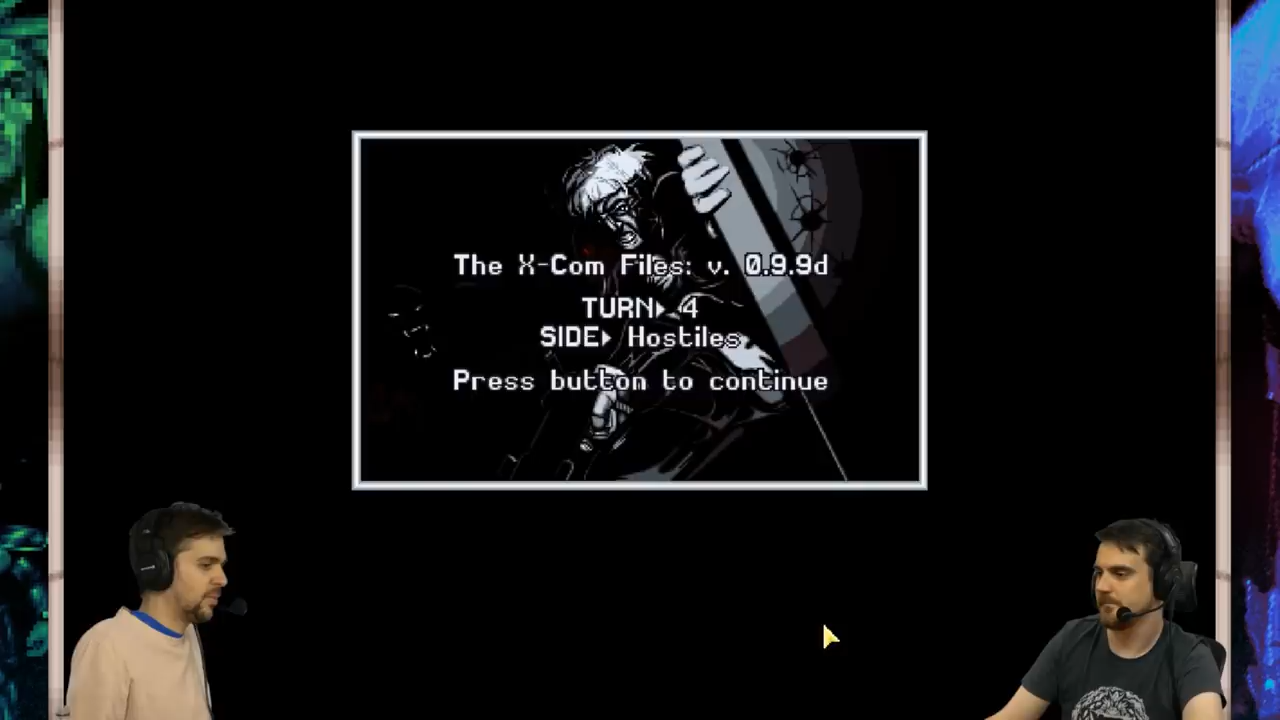 The X-Com Files: v. 0.9.9d
TURN▸ 4
SIDE▸ Hostiles
Press button to continue